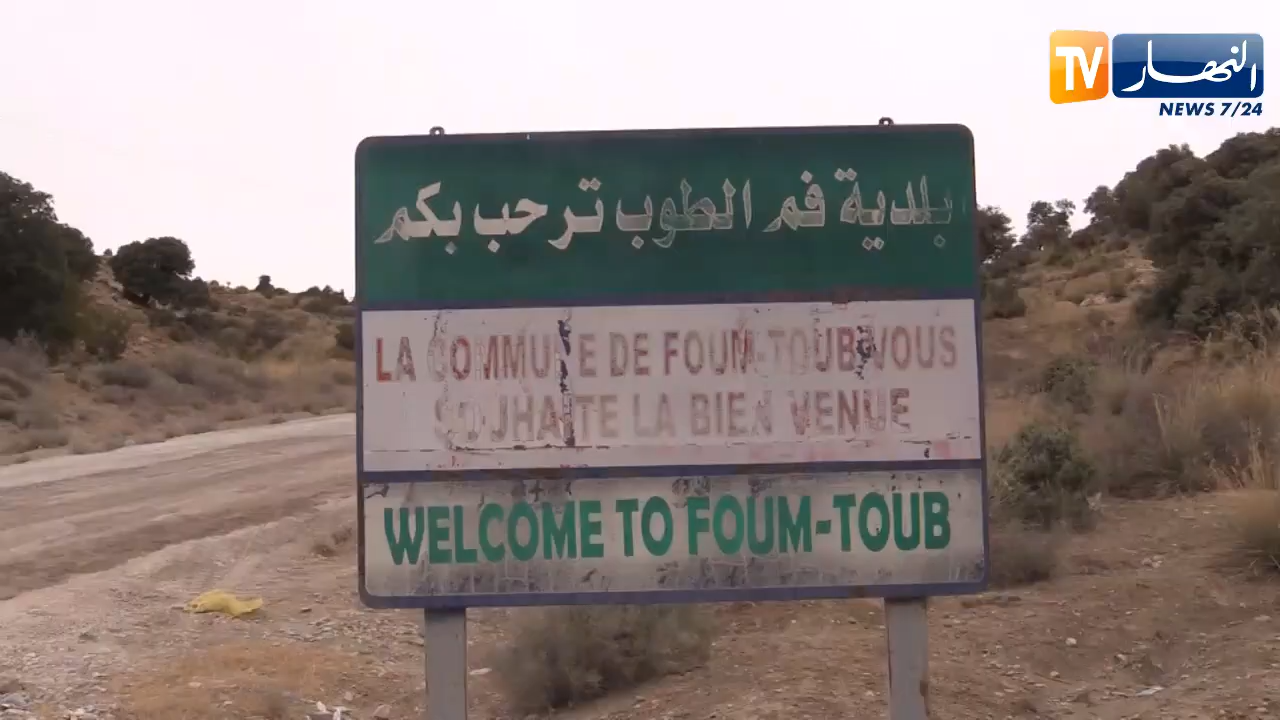 TV النهار
NEWS 7/24
بلدية فم الطوب ترحب بكم
LA COMMUNE DE FOUM-TOUB VOUS
SOUHAITE LA BIEN VENUE
WELCOME TO FOUM-TOUB